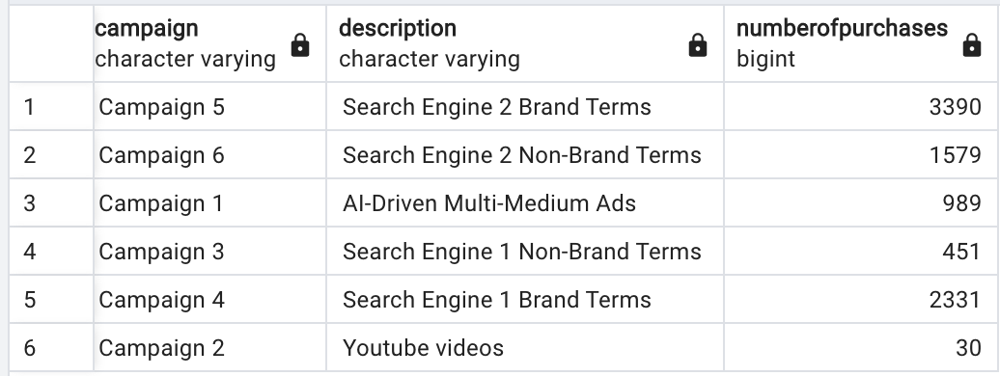 campaign description numberofpurchases
character varying character varying bigint
1 Campaign 5 Search Engine 2 Brand Terms 3390
2 Campaign 6 Search Engine 2 Non-Brand Terms 1579
3 Campaign 1 AI-Driven Multi-Medium Ads 989
4 Campaign 3 Search Engine 1 Non-Brand Terms 451
5 Campaign 4 Search Engine 1 Brand Terms 2331
6 Campaign 2 Youtube videos 30